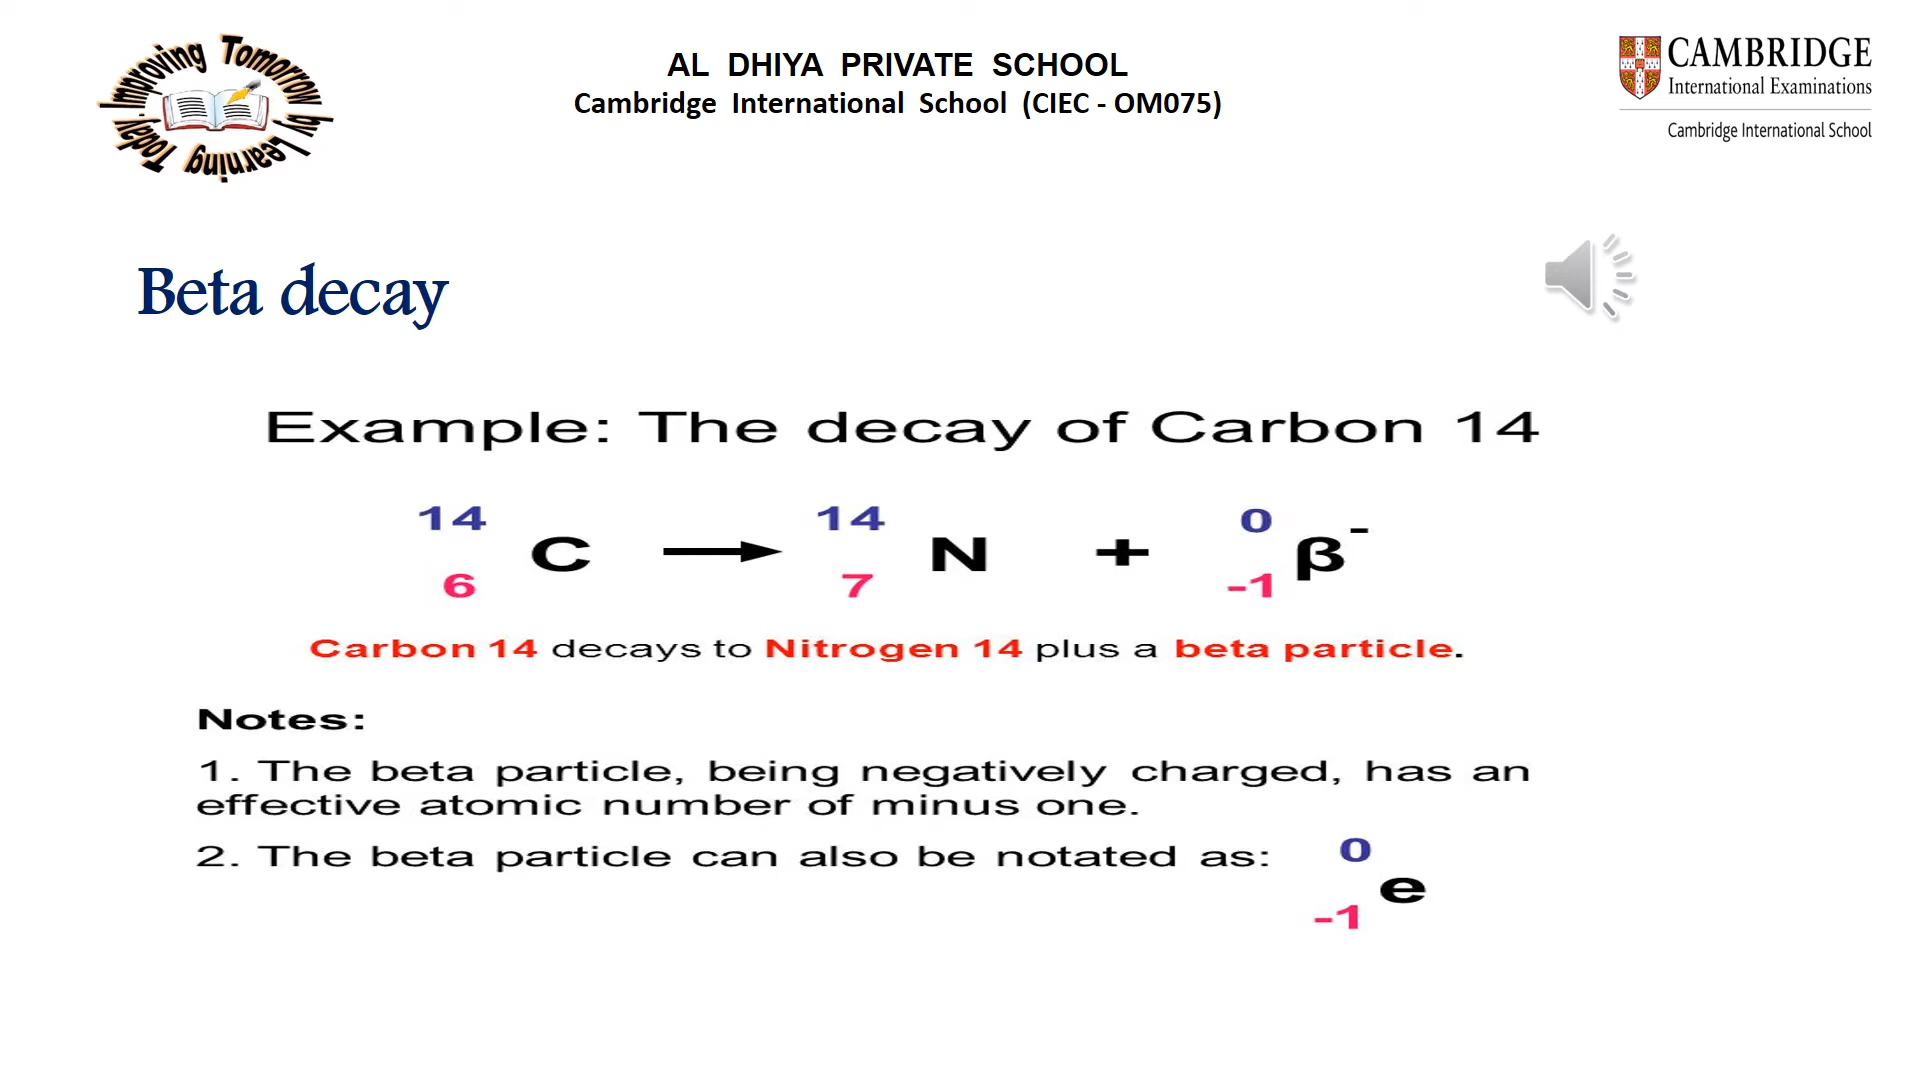 Improving Tomorrow by Learning Today
AL DHIYA PRIVATE SCHOOL
Cambridge International School (CIEC - OM075)
CAMBRIDGE
International Examinations
Cambridge International School
Beta decay
Example: The decay of Carbon 14
14 14 0
C → N + β-
6 7 -1
Carbon 14 decays to Nitrogen 14 plus a beta particle.
Notes:
1. The beta particle, being negatively charged, has an
effective atomic number of minus one.
2. The beta particle can also be notated as: 0
e
-1